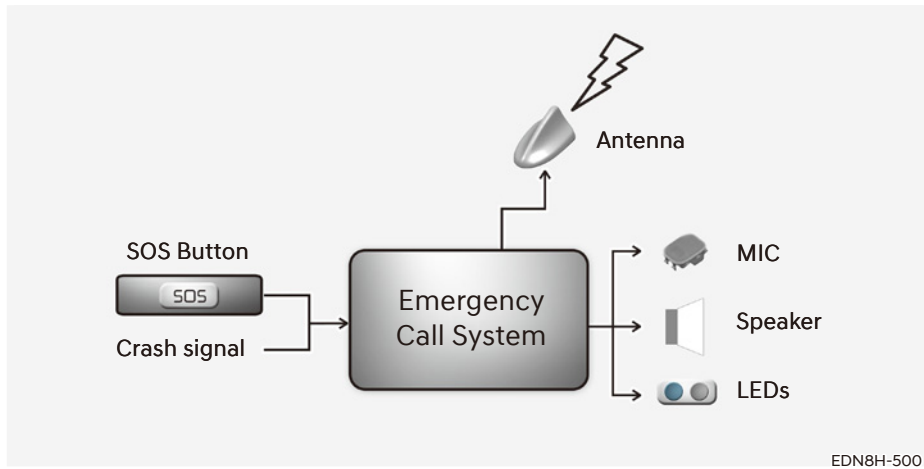 Antenna
SOS Button
SOS
Crash signal
Emergency
Call System
MIC
Speaker
LEDs
EDN8H-500